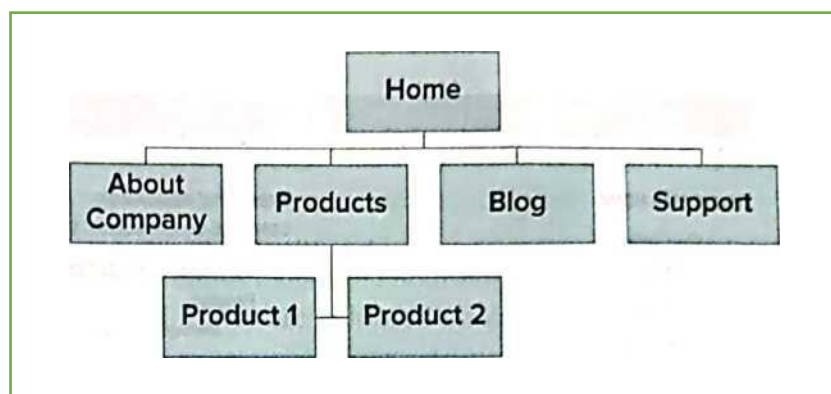 Home
About
Company
Products
Blog
Support
Product 1
Product 2